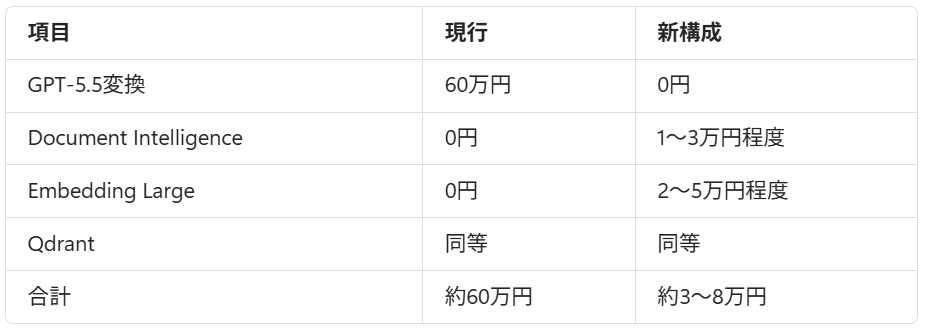 項目 現行 新構成
GPT-5.5変換 60万円 0円
Document Intelligence 0円 1～3万円程度
Embedding Large 0円 2～5万円程度
Qdrant 同等 同等
合計 約60万円 約3～8万円